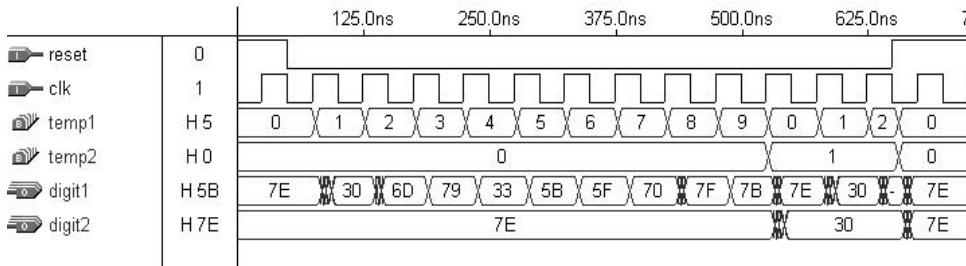 125.0ns 250.0ns 375.0ns 500.0ns 625.0ns 7
reset 0
clk 1
temp1 H 5 0 1 2 3 4 5 6 7 8 9 0 1 2 0
temp2 H 0 0 1 0
digit1 H 5B 7E 30 6D 79 33 5B 5F 70 7F 7B 7E 30 - 7E
digit2 H 7E 7E 30 7E